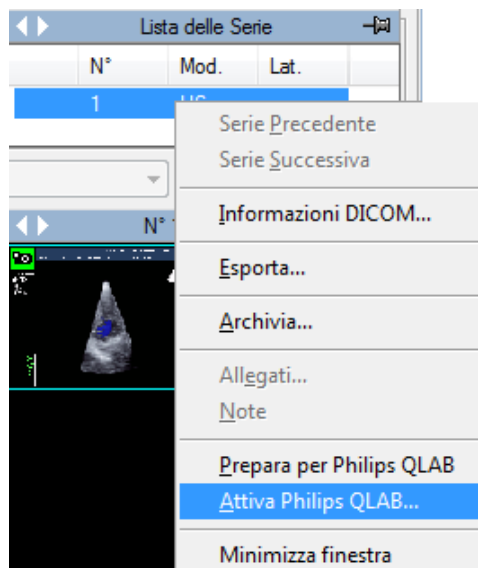 Lista delle Serie
N° Mod. Lat.
1 US
Serie Precedente
Serie Successiva
N°
Informazioni DICOM...
Esporta...
Archivia...
Allegati...
Note
Prepara per Philips QLAB
Attiva Philips QLAB...
Minimizza finestra